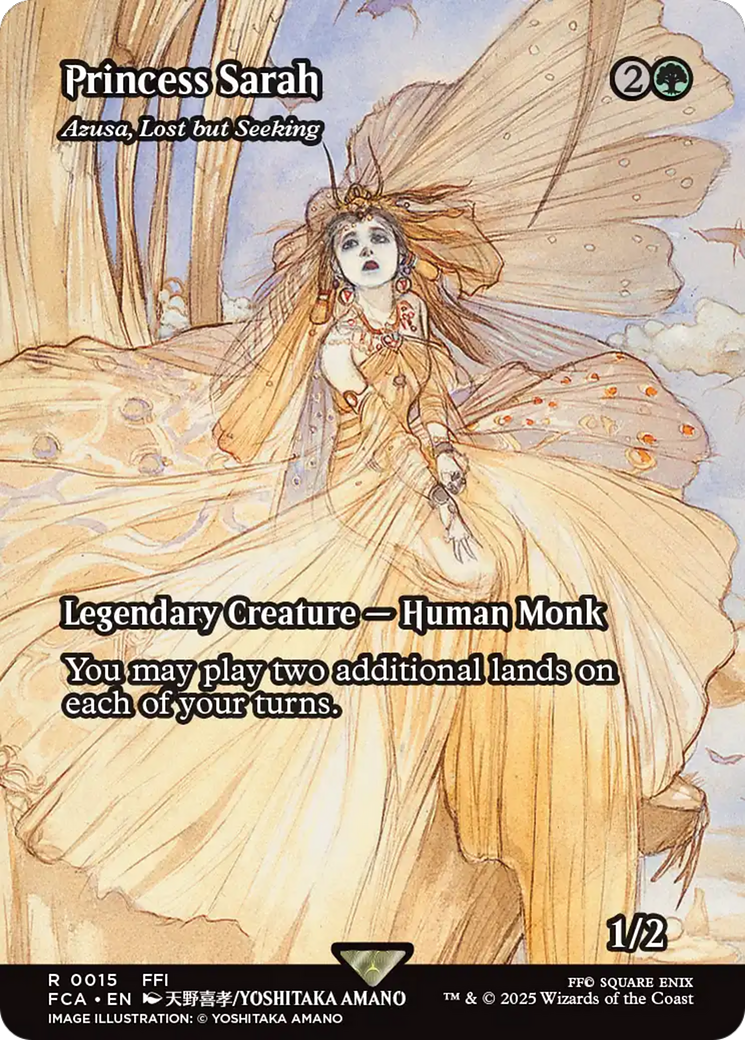 Princess Sarah 2
Azusa, Lost but Seeking
Legendary Creature — Human Monk
You may play two additional lands on
each of your turns.
1/2
R 0015 FFI
FCA • EN 天野喜孝/YOSHITAKA AMANO
IMAGE ILLUSTRATION: © YOSHITAKA AMANO
FF© SQUARE ENIX
™ & © 2025 Wizards of the Coast